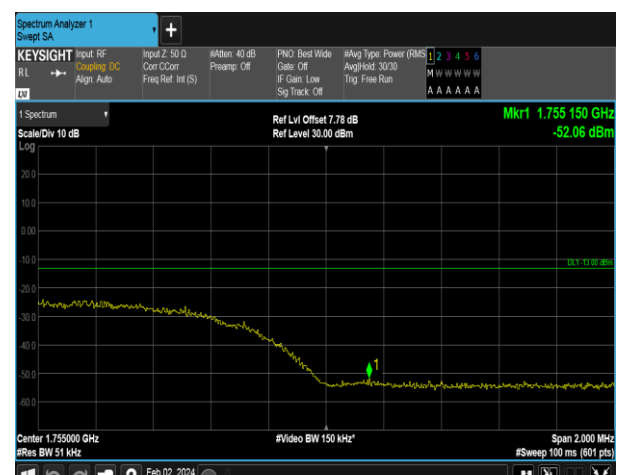 Spectrum Analyzer 1
Swept SA
+
KEYSIGHT
RL
LXI
Input: RF
Coupling: DC
Align: Auto
Input Z: 50 Ω
Corr CCorr
Freq Ref: Int (S)
#Atten: 40 dB
Preamp: Off
PNO: Best Wide
Gate: Off
IF Gain: Low
Sig Track: Off
#Avg Type: Power (RMS
Avg|Hold: 30/30
Trig: Free Run
1 2 3 4 5 6
M W W W W W
A A A A A A
1 Spectrum
Scale/Div 10 dB
Ref Lvl Offset 7.78 dB
Ref Level 30.00 dBm
Mkr1 1.755 150 GHz
-52.06 dBm
Log
20.0
10.0
0.00
-10.0
DL1 -13.00 dBm
-20.0
-30.0
-40.0
1
-50.0
-60.0
Center 1.755000 GHz
#Res BW 51 kHz
#Video BW 150 kHz*
Span 2.000 MHz
#Sweep 100 ms (601 pts)
Feb 02, 2024